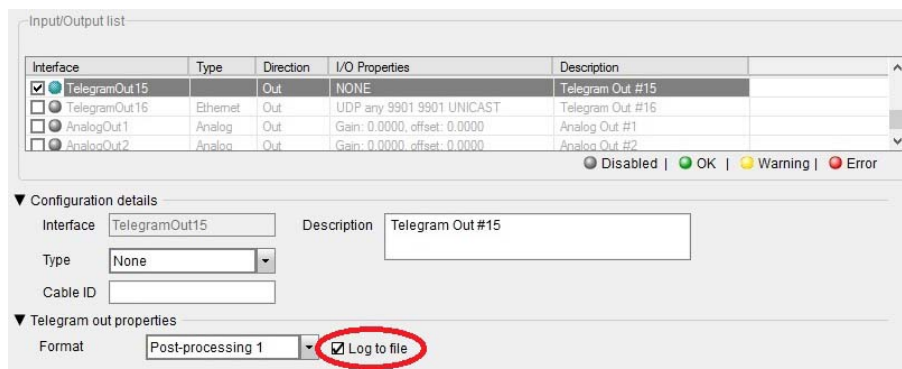 Input/Output list
Interface Type Direction I/O Properties Description
TelegramOut15 Out NONE Telegram Out #15
TelegramOut16 Ethernet Out UDP any 9901 9901 UNICAST Telegram Out #16
AnalogOut1 Analog Out Gain: 0.0000, offset: 0.0000 Analog Out #1
AnalogOut2 Analog Out Gain: 0.0000, offset: 0.0000 Analog Out #2
Disabled | OK | Warning | Error
Configuration details
Interface TelegramOut15 Description Telegram Out #15
Type None
Cable ID
Telegram out properties
Format Post-processing 1 Log to file